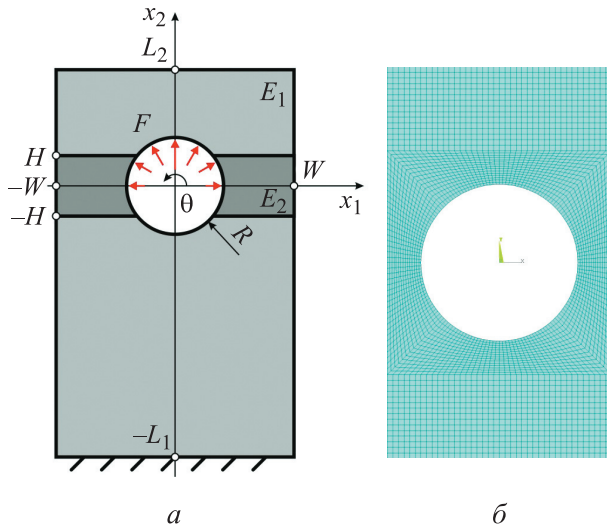 x₂
L₂
E₁
F
H
W
−W
θ
E₂
x₁
−H
R
−L₁
x
а
б